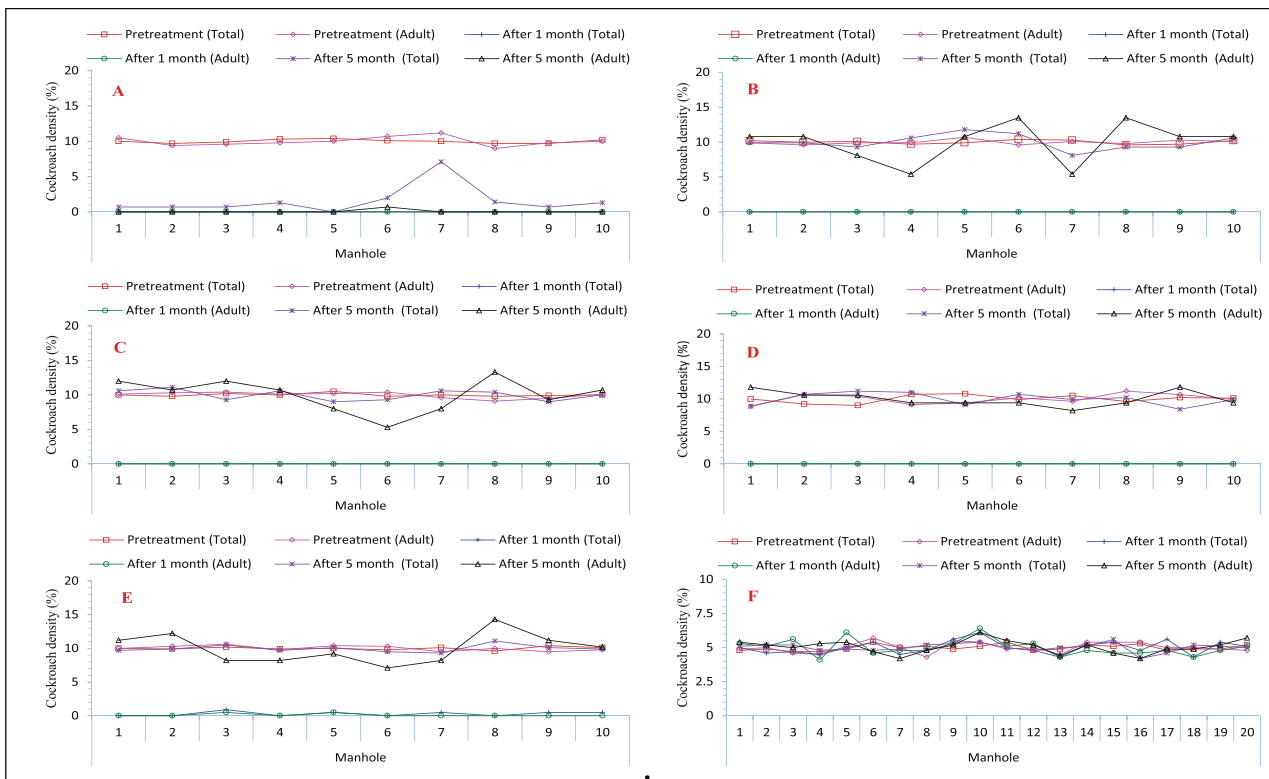 Pretreatment (Total) Pretreatment (Adult) After 1 month (Total)
After 1 month (Adult) After 5 month (Total) After 5 month (Adult)
Cockroach density (%)
A
20
15
10
5
0
1 2 3 4 5 6 7 8 9 10
Manhole
Pretreatment (Total) Pretreatment (Adult) After 1 month (Total)
After 1 month (Adult) After 5 month (Total) After 5 month (Adult)
Cockroach density (%)
B
20
15
10
5
0
1 2 3 4 5 6 7 8 9 10
Manhole
Pretreatment (Total) Pretreatment (Adult) After 1 month (Total)
After 1 month (Adult) After 5 month (Total) After 5 month (Adult)
Cockroach density (%)
C
20
15
10
5
0
1 2 3 4 5 6 7 8 9 10
Manhole
Pretreatment (Total) Pretreatment (Adult) After 1 month (Total)
After 1 month (Adult) After 5 month (Total) After 5 month (Adult)
Cockroach density (%)
D
20
15
10
5
0
1 2 3 4 5 6 7 8 9 10
Manhole
Pretreatment (Total) Pretreatment (Adult) After 1 month (Total)
After 1 month (Adult) After 5 month (Total) After 5 month (Adult)
Cockroach density (%)
E
20
15
10
5
0
1 2 3 4 5 6 7 8 9 10
Manhole
Pretreatment (Total) Pretreatment (Adult) After 1 month (Total)
After 1 month (Adult) After 5 month (Total) After 5 month (Adult)
Cockroach density (%)
F
10
7.5
5
2.5
0
1 2 3 4 5 6 7 8 9 10 11 12 13 14 15 16 17 18 19 20
Manhole